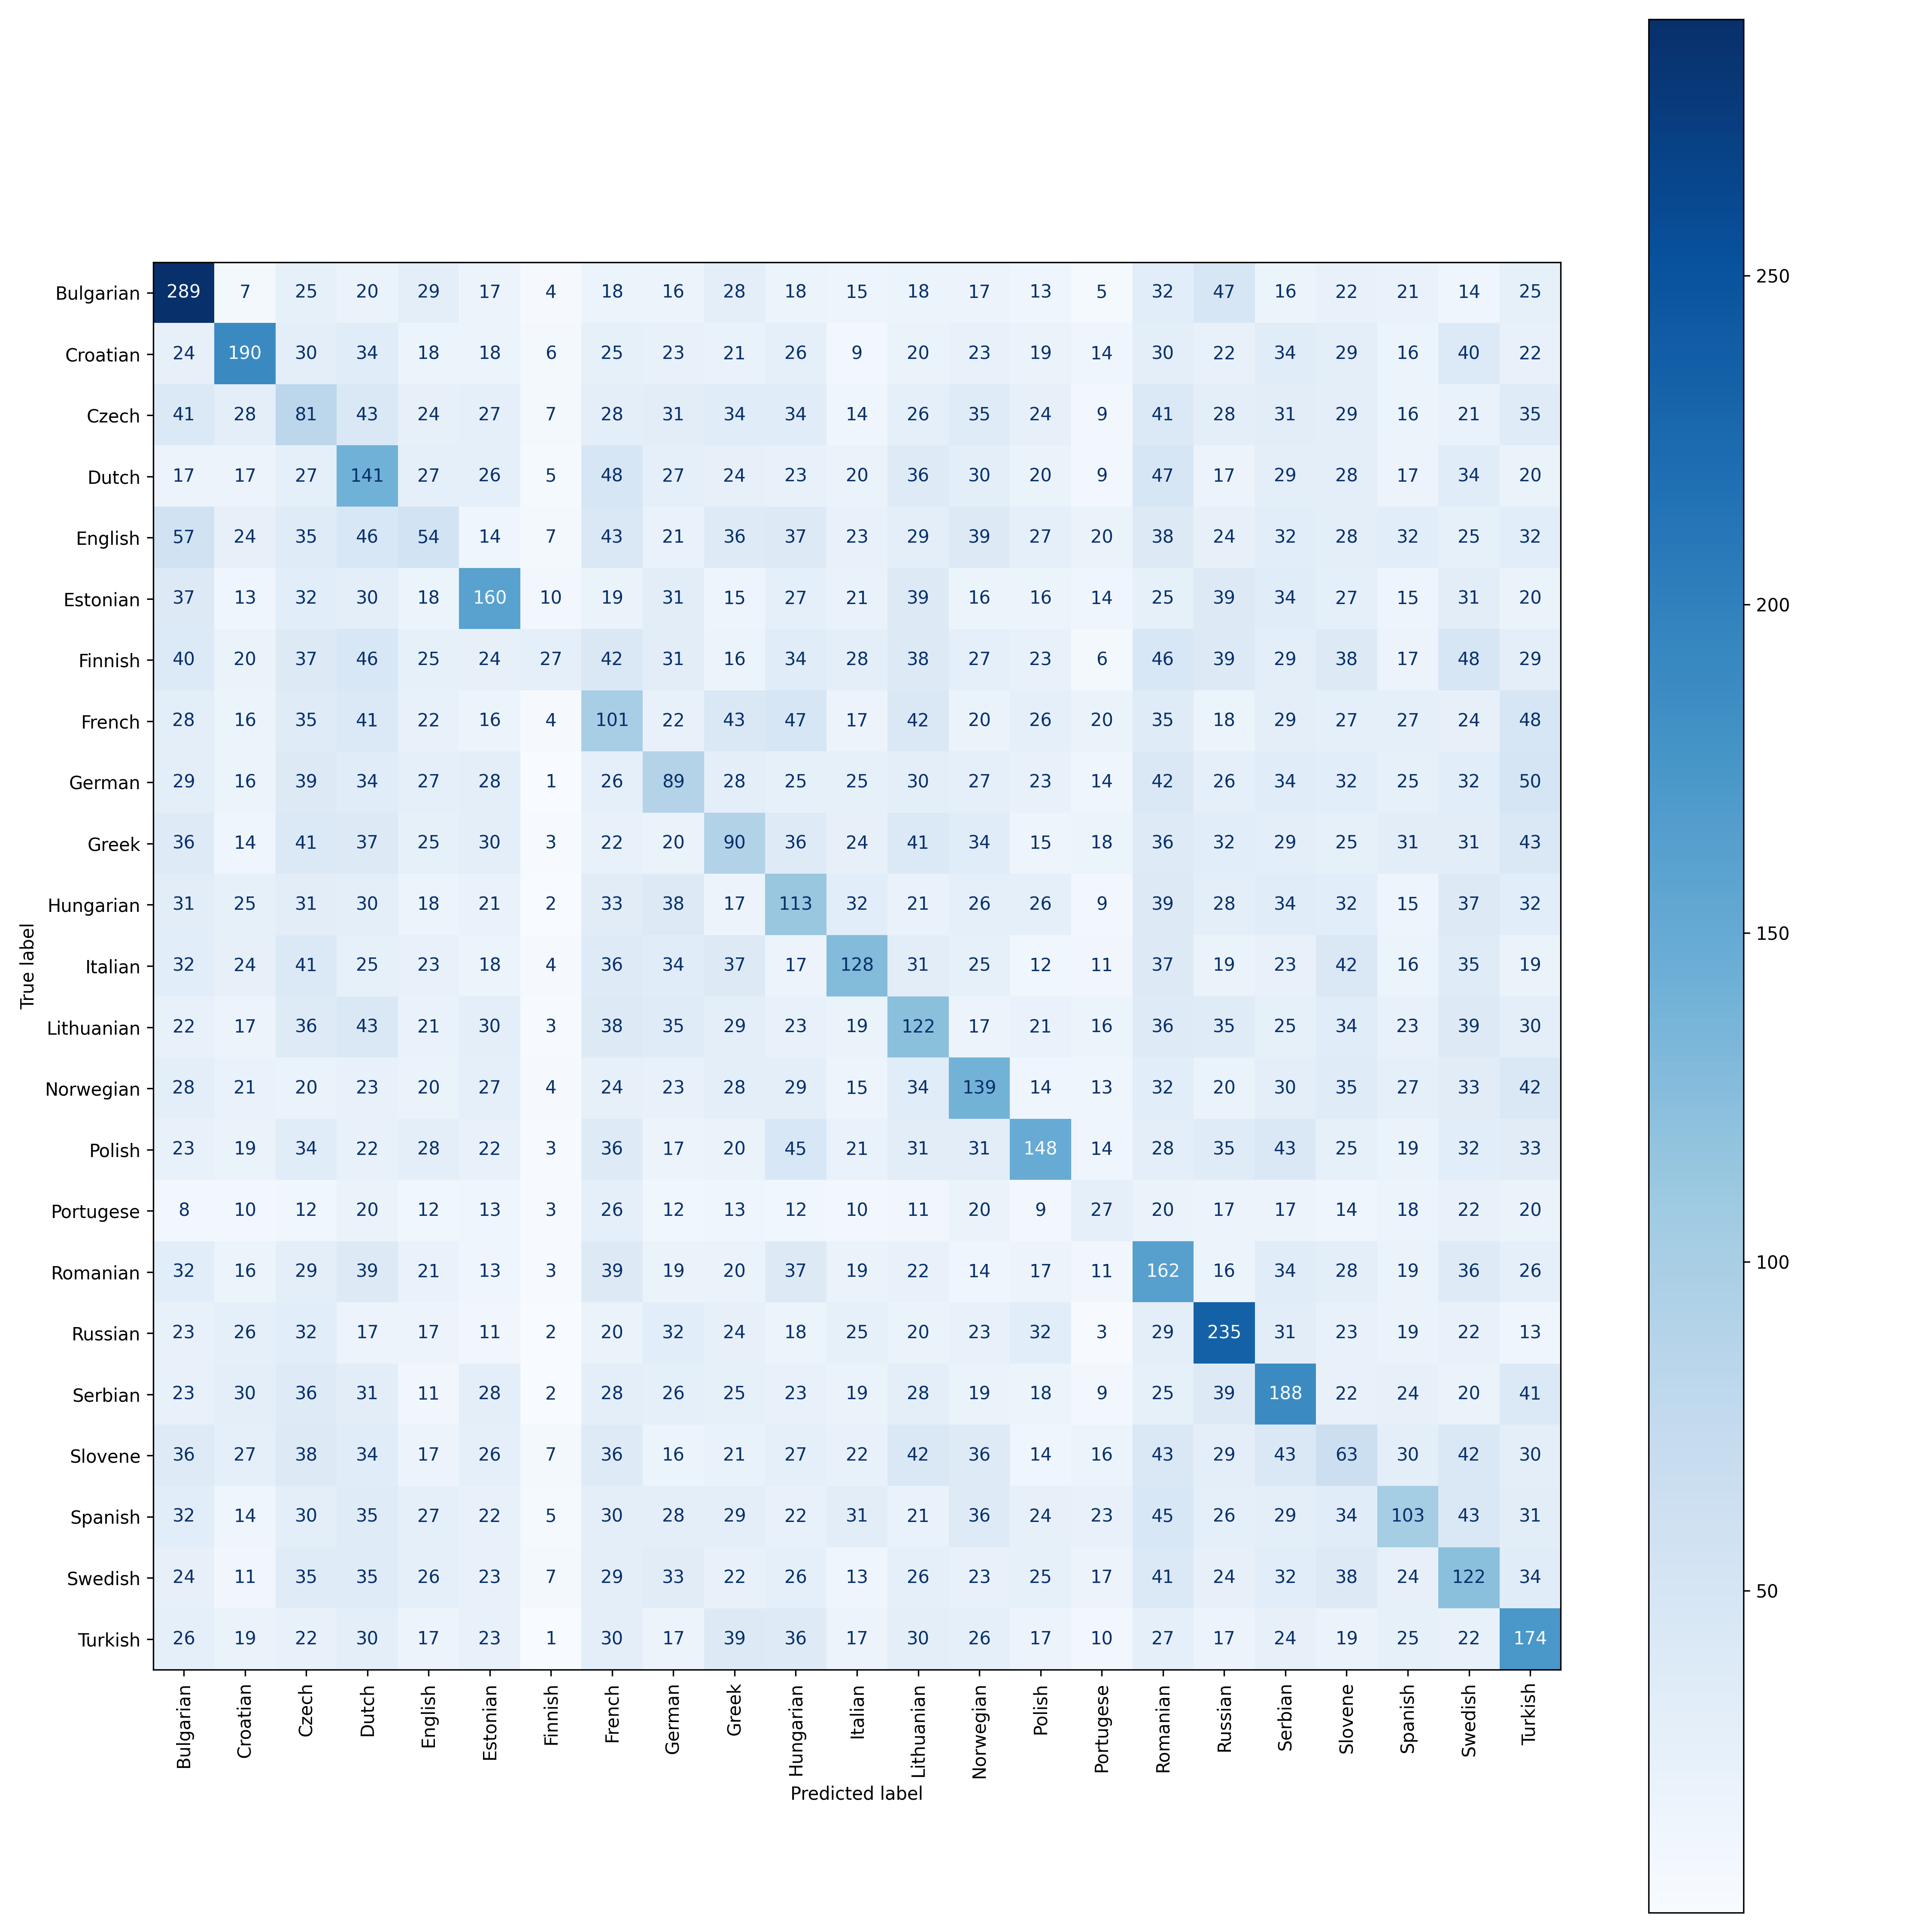 Bulgarian 289 7 25 20 29 17 4 18 16 28 18 15 18 17 13 5 32 47 16 22 21 14 25
Croatian 24 190 30 34 18 18 6 25 23 21 26 9 20 23 19 14 30 22 34 29 16 40 22
Czech 41 28 81 43 24 27 7 28 31 34 34 14 26 35 24 9 41 28 31 29 16 21 35
Dutch 17 17 27 141 27 26 5 48 27 24 23 20 36 30 20 9 47 17 29 28 17 34 20
English 57 24 35 46 54 14 7 43 21 36 37 23 29 39 27 20 38 24 32 28 32 25 32
Estonian 37 13 32 30 18 160 10 19 31 15 27 21 39 16 16 14 25 39 34 27 15 31 20
Finnish 40 20 37 46 25 24 27 42 31 16 34 28 38 27 23 6 46 39 29 38 17 48 29
French 28 16 35 41 22 16 4 101 22 43 47 17 42 20 26 20 35 18 29 27 27 24 48
German 29 16 39 34 27 28 1 26 89 28 25 25 30 27 23 14 42 26 34 32 25 32 50
Greek 36 14 41 37 25 30 3 22 20 90 36 24 41 34 15 18 36 32 29 25 31 31 43
Hungarian 31 25 31 30 18 21 2 33 38 17 113 32 21 26 26 9 39 28 34 32 15 37 32
Italian 32 24 41 25 23 18 4 36 34 37 17 128 31 25 12 11 37 19 23 42 16 35 19
Lithuanian 22 17 36 43 21 30 3 38 35 29 23 19 122 17 21 16 36 35 25 34 23 39 30
Norwegian 28 21 20 23 20 27 4 24 23 28 29 15 34 139 14 13 32 20 30 35 27 33 42
Polish 23 19 34 22 28 22 3 36 17 20 45 21 31 31 148 14 28 35 43 25 19 32 33
Portugese 8 10 12 20 12 13 3 26 12 13 12 10 11 20 9 27 20 17 17 14 18 22 20
Romanian 32 16 29 39 21 13 3 39 19 20 37 19 22 14 17 11 162 16 34 28 19 36 26
Russian 23 26 32 17 17 11 2 20 32 24 18 25 20 23 32 3 29 235 31 23 19 22 13
Serbian 23 30 36 31 11 28 2 28 26 25 23 19 28 19 18 9 25 39 188 22 24 20 41
Slovene 36 27 38 34 17 26 7 36 16 21 27 22 42 36 14 16 43 29 43 63 30 42 30
Spanish 32 14 30 35 27 22 5 30 28 29 22 31 21 36 24 23 45 26 29 34 103 43 31
Swedish 24 11 35 35 26 23 7 29 33 22 26 13 26 23 25 17 41 24 32 38 24 122 34
Turkish 26 19 22 30 17 23 1 30 17 39 36 17 30 26 17 10 27 17 24 19 25 22 174
True label
Bulgarian Croatian Czech Dutch English Estonian Finnish French German Greek Hungarian Italian Lithuanian Norwegian Polish Portugese Romanian Russian Serbian Slovene Spanish Swedish Turkish
Predicted label
250
200
150
100
50